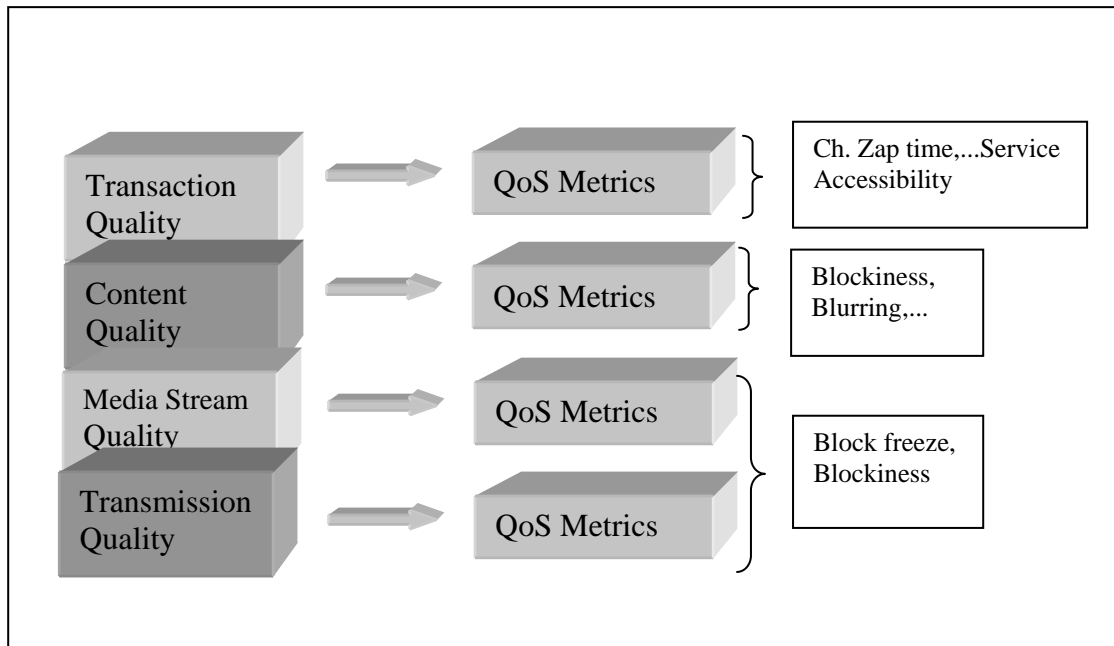 Transaction
Quality
QoS Metrics
Ch. Zap time,...Service
Accessibility
Content
Quality
QoS Metrics
Blockiness,
Blurring,...
Media Stream
Quality
QoS Metrics
Transmission
Quality
QoS Metrics
Block freeze,
Blockiness